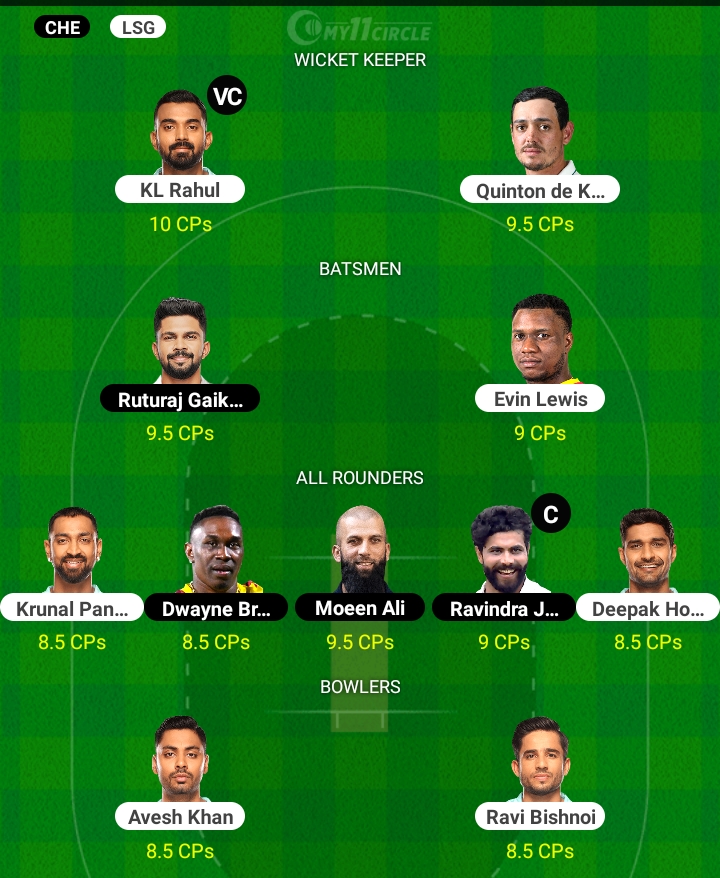 CHE LSG
MY11CIRCLE
WICKET KEEPER
VC
KL Rahul Quinton de K...
10 CPs 9.5 CPs
BATSMEN
Ruturaj Gaik... Evin Lewis
9.5 CPs 9 CPs
ALL ROUNDERS
C
Krunal Pan... Dwayne Br... Moeen Ali Ravindra J... Deepak Ho...
8.5 CPs 8.5 CPs 9.5 CPs 9 CPs 8.5 CPs
BOWLERS
Avesh Khan Ravi Bishnoi
8.5 CPs 8.5 CPs